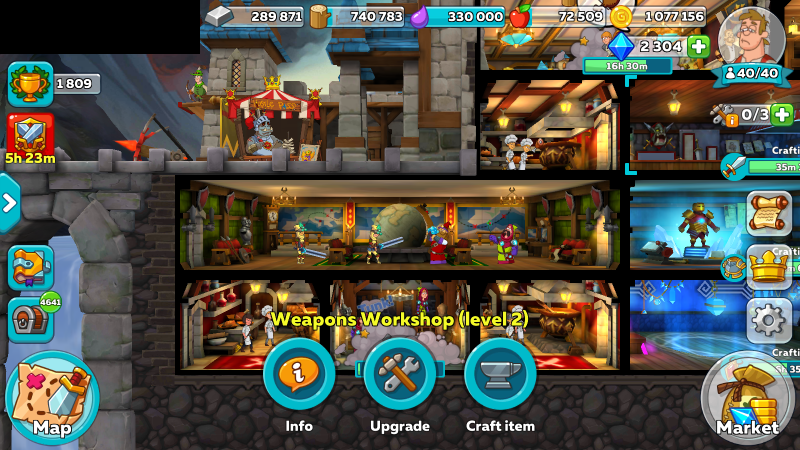 289 871
740 783
330 000
72 509
1 077 156
2 304
16h 30m
1 809
40/40
0/3
5h 23m
Crafti
35m
4641
Weapons Workshop (level 2)
Crafti
5h 35
Info
Upgrade
Craft item
Map
Market